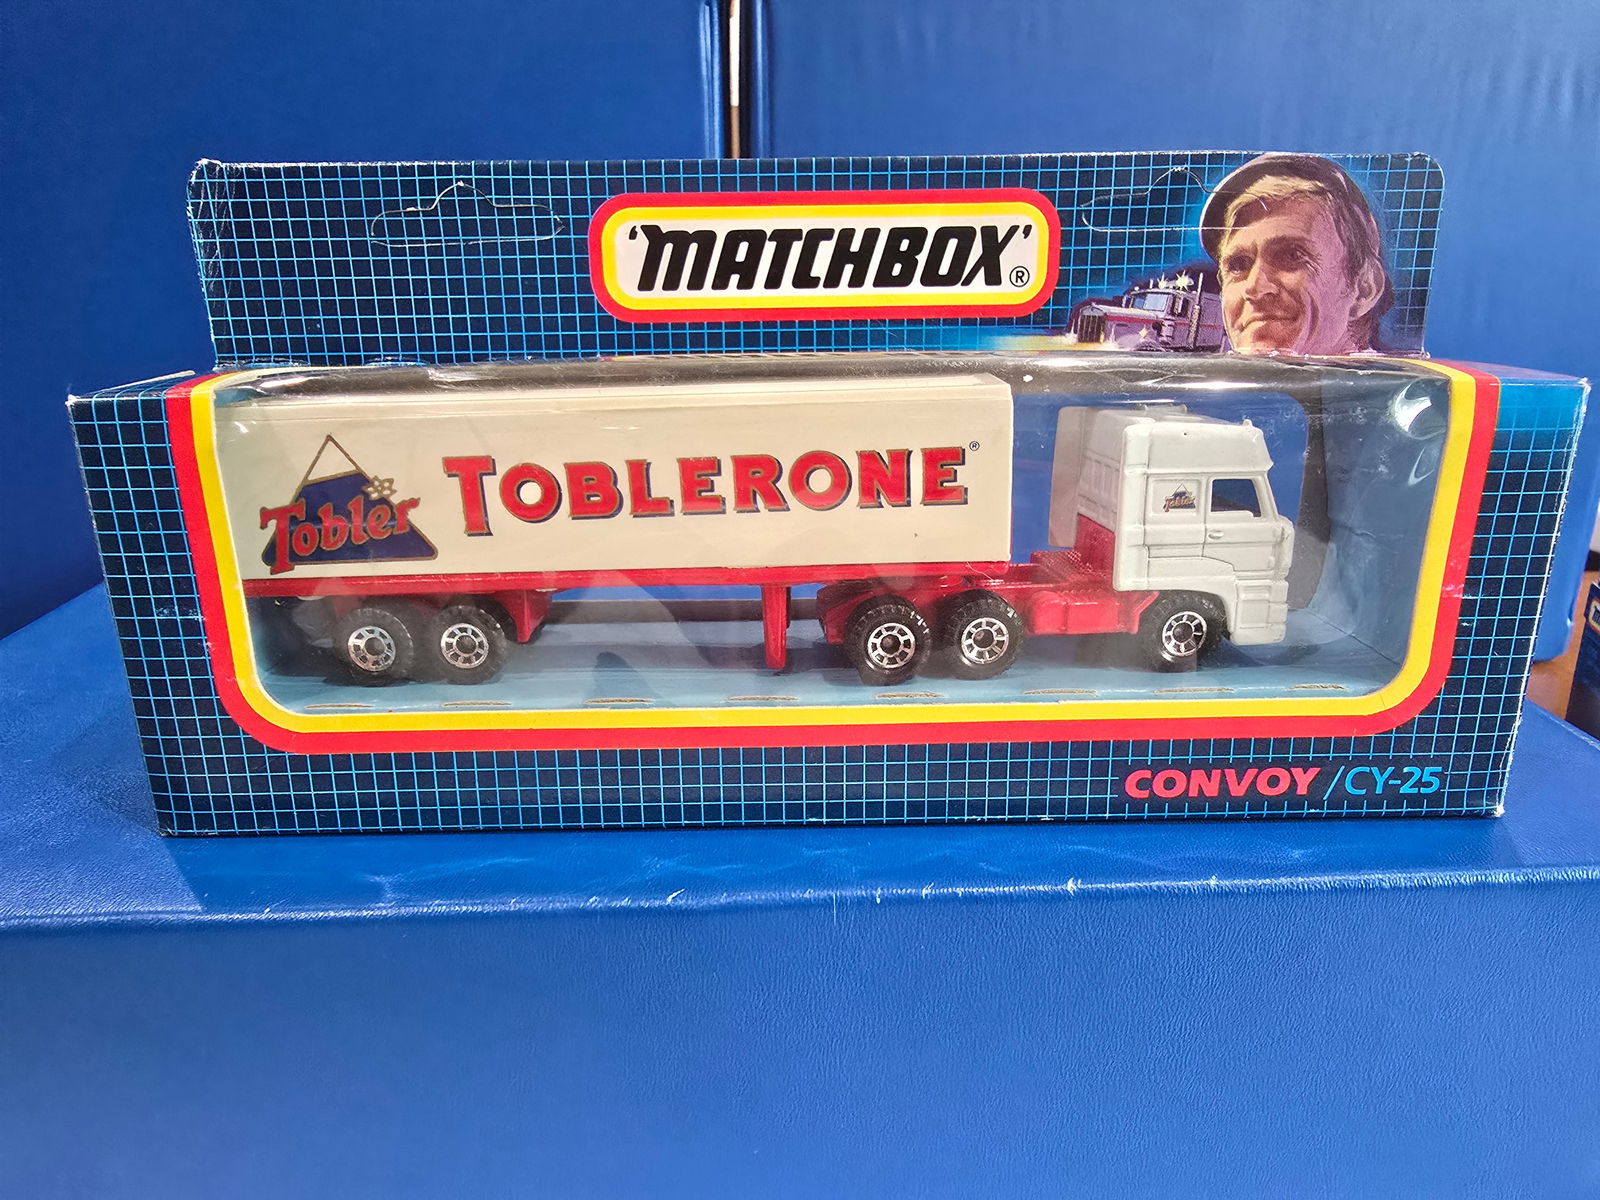 'MATCHBOX'®
Tobler
TOBLERONE®
Tobler
CONVOY /CY-25